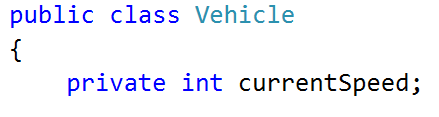 public class Vehicle
{
    private int currentSpeed;